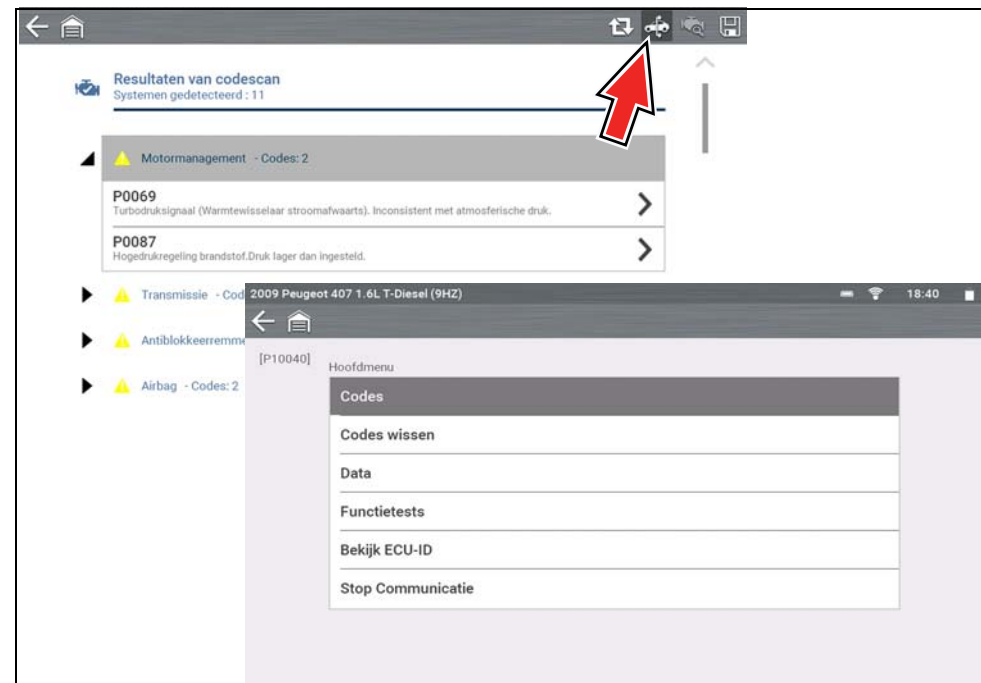 Resultaten van codescan
Systemen gedetecteerd : 11
Motormanagement - Codes: 2
P0069
Turbodruksignaal (Warmtewisselaar stroomafwaarts). Inconsistent met atmosferische druk.
P0087
Hogedrukregeling brandstof.Druk lager dan ingesteld.
Transmissie - Cod
Antiblokkeerremme
Airbag - Codes: 2
2009 Peugeot 407 1.6L T-Diesel (9HZ)
18:40
[P10040]
Hoofdmenu
Codes
Codes wissen
Data
Functietests
Bekijk ECU-ID
Stop Communicatie